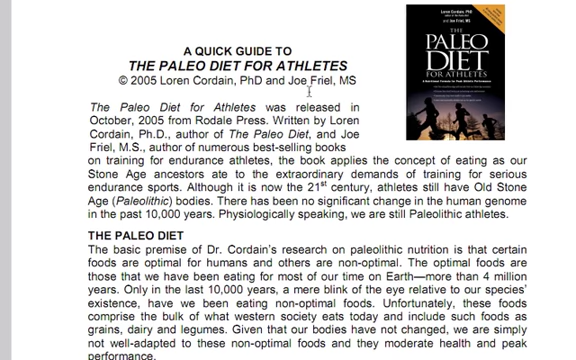 A QUICK GUIDE TO
THE PALEO DIET FOR ATHLETES
© 2005 Loren Cordain, PhD and Joe Friel, MS
Loren Cordain, PhD
and Joe Friel, MS
THE
PALEO
DIET
FOR ATHLETES
The Paleo Diet for Athletes was released in
October, 2005 from Rodale Press. Written by Loren
Cordain, Ph.D., author of The Paleo Diet, and Joe
Friel, M.S., author of numerous best-selling books
on training for endurance athletes, the book applies the concept of eating as our
Stone Age ancestors ate to the extraordinary demands of training for serious
endurance sports. Although it is now the 21st century, athletes still have Old Stone
Age (Paleolithic) bodies. There has been no significant change in the human genome
in the past 10,000 years. Physiologically speaking, we are still Paleolithic athletes.
THE PALEO DIET
The basic premise of Dr. Cordain's research on paleolithic nutrition is that certain
foods are optimal for humans and others are non-optimal. The optimal foods are
those that we have been eating for most of our time on Earth—more than 4 million
years. Only in the last 10,000 years, a mere blink of the eye relative to our species'
existence, have we been eating non-optimal foods. Unfortunately, these foods
comprise the bulk of what western society eats today and include such foods as
grains, dairy and legumes. Given that our bodies have not changed, we are simply
not well-adapted to these non-optimal foods and they moderate health and peak
performance.